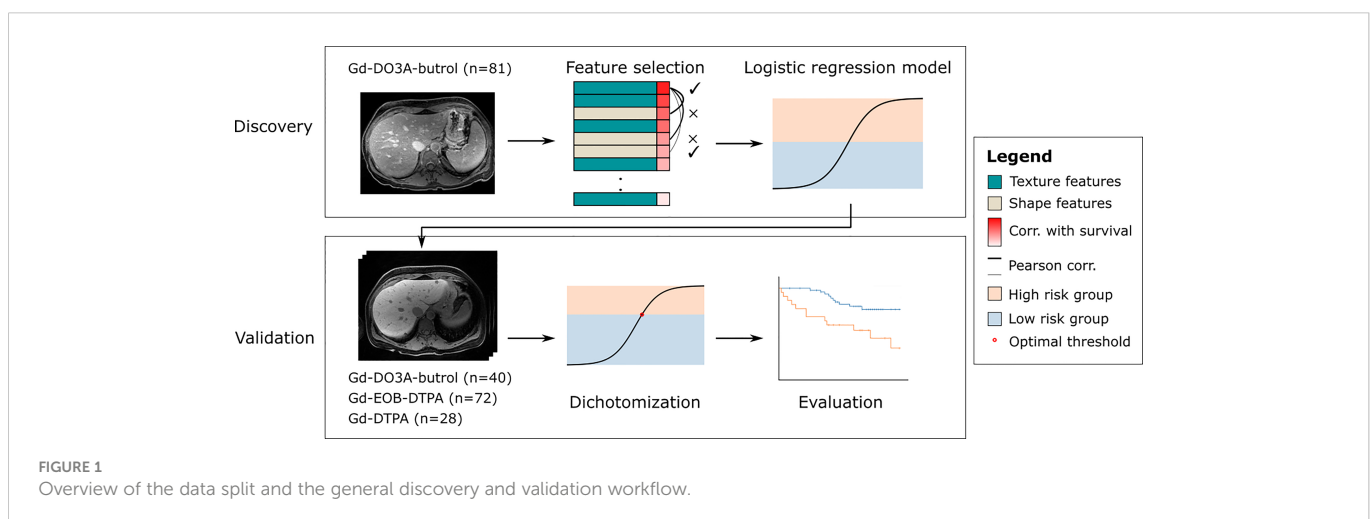 Discovery
Gd-DO3A-butrol (n=81)
Feature selection
Logistic regression model
Validation
Gd-DO3A-butrol (n=40)
Gd-EOB-DTPA (n=72)
Gd-DTPA (n=28)
Dichotomization
Evaluation
Legend
Texture features
Shape features
Corr. with survival
Pearson corr.
High risk group
Low risk group
Optimal threshold
FIGURE 1
Overview of the data split and the general discovery and validation workflow.